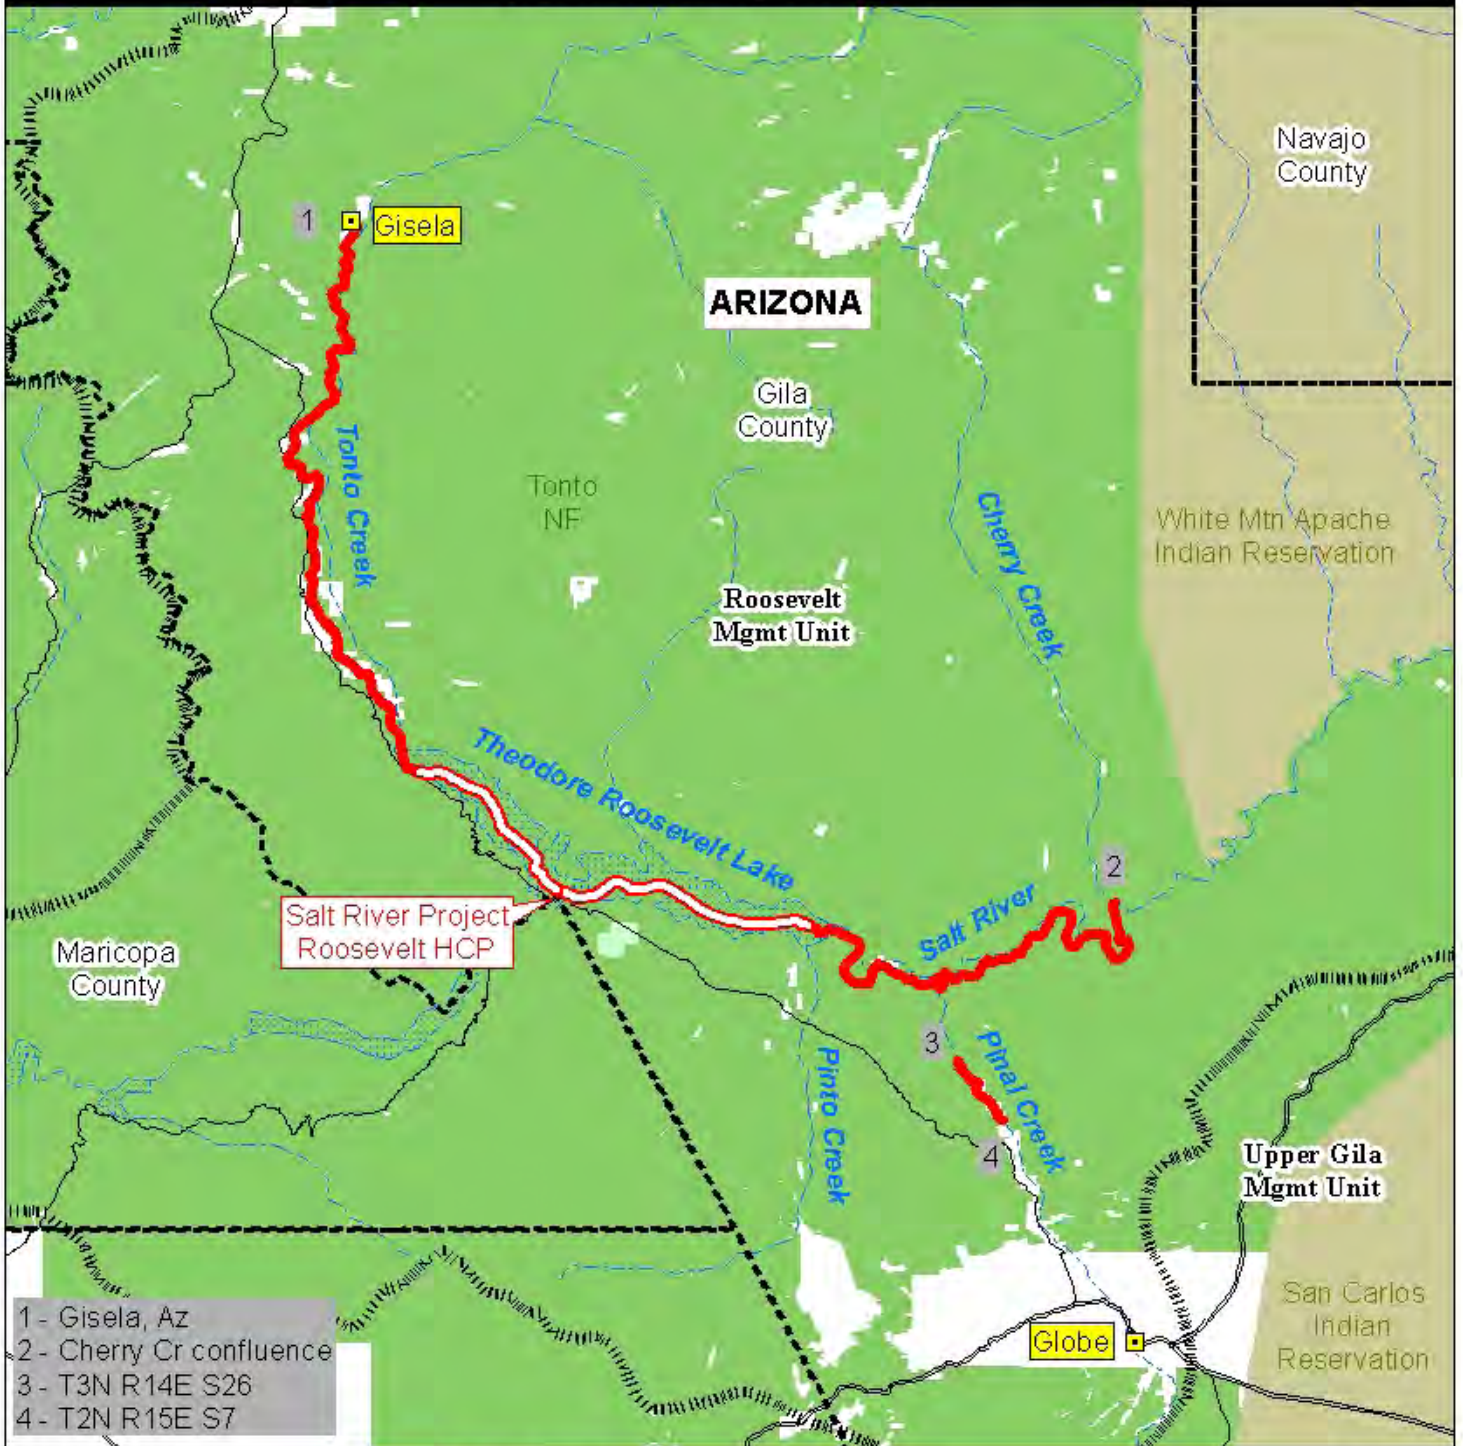 Navajo
County
1
Gisela
ARIZONA
Gila
County
Tonto Creek
Tonto
NF
Cherry Creek
White Mtn Apache
Indian Reservation
Roosevelt
Mgmt Unit
Theodore Roosevelt Lake
2
Salt River
Salt River Project
Roosevelt HCP
Maricopa
County
3
Pinal Creek
Pinto Creek
4
Upper Gila
Mgmt Unit
San Carlos
Indian
Reservation
Globe
1 - Gisela, Az
2 - Cherry Cr confluence
3 - T3N R14E S26
4 - T2N R15E S7